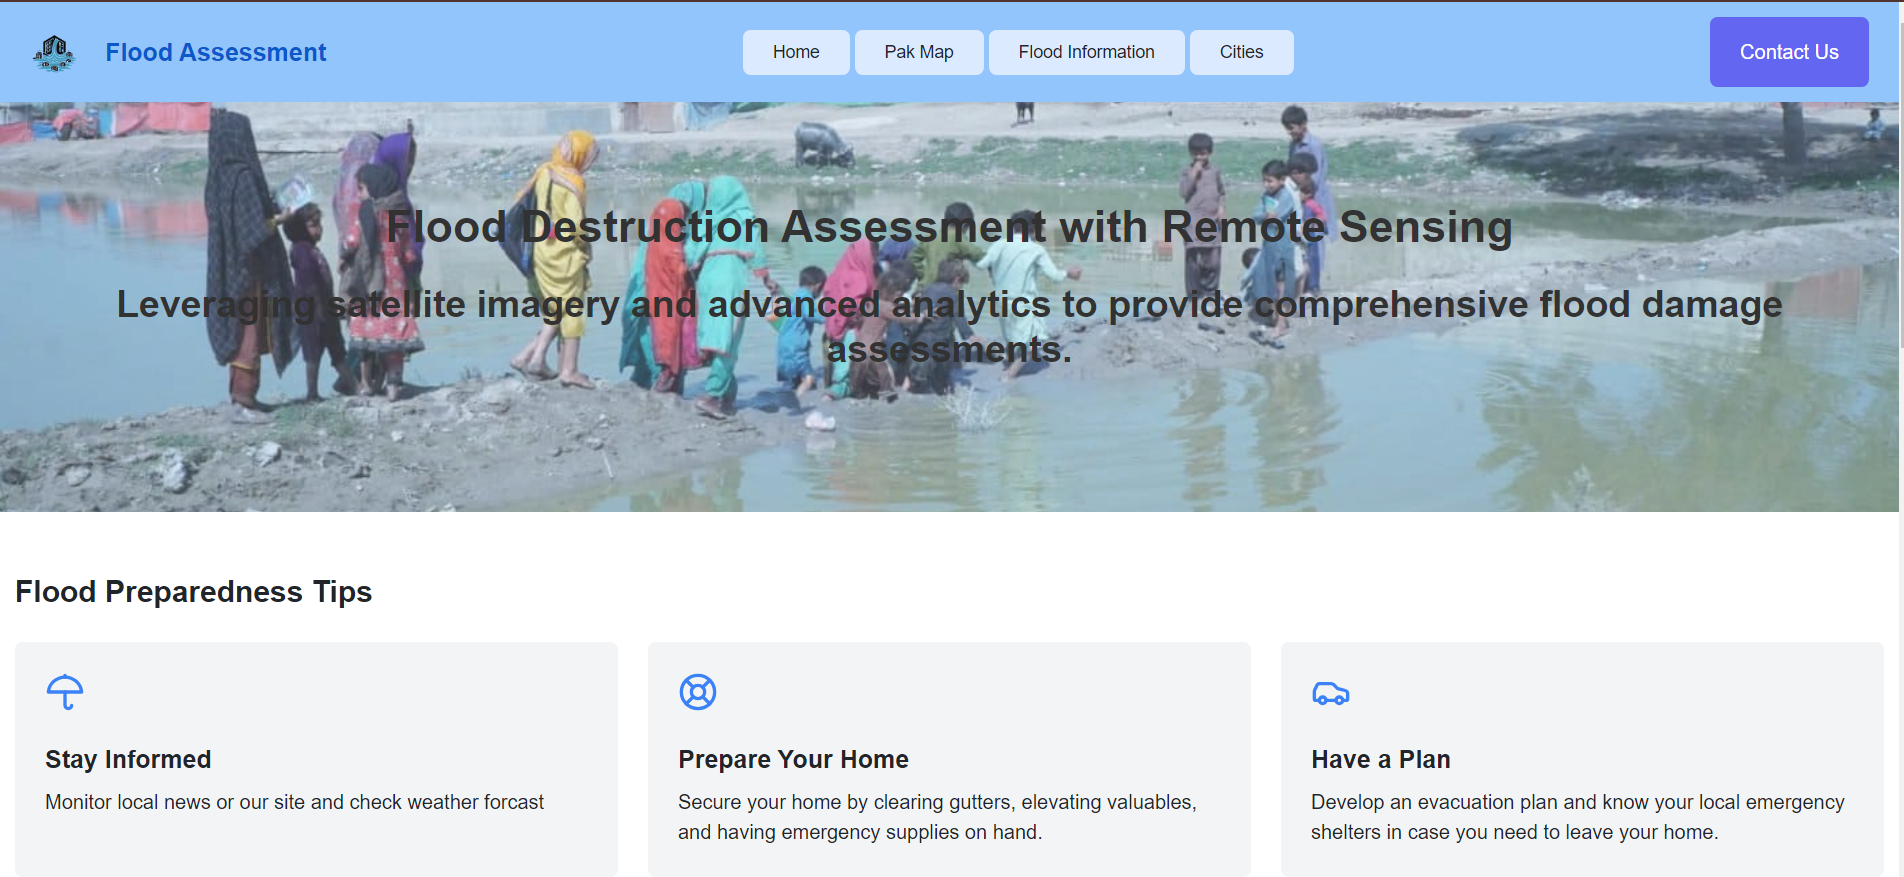 Flood Assessment
Home
Pak Map
Flood Information
Cities
Contact Us
Flood Destruction Assessment with Remote Sensing
Leveraging satellite imagery and advanced analytics to provide comprehensive flood damage
assessments.
Flood Preparedness Tips
Stay Informed
Monitor local news or our site and check weather forcast
Prepare Your Home
Secure your home by clearing gutters, elevating valuables,
and having emergency supplies on hand.
Have a Plan
Develop an evacuation plan and know your local emergency
shelters in case you need to leave your home.